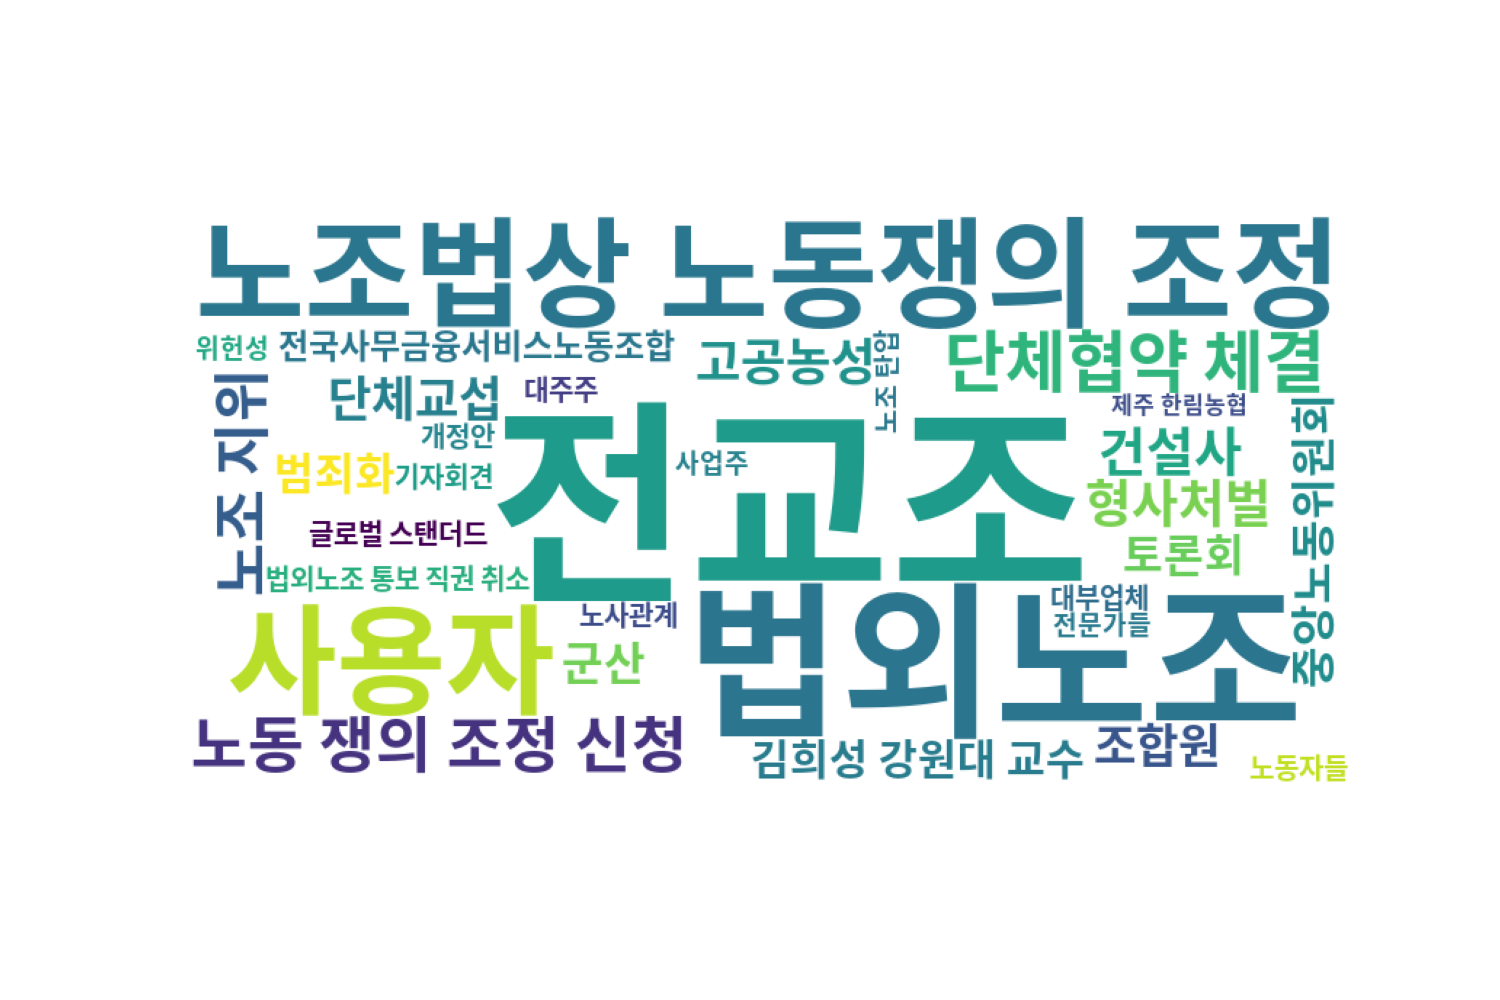 노조법상 노동쟁의 조정
위헌성
전국사무금융서비스노동조합
고공농성
노조 탄압
단체협약 체결
노조 지위
단체교섭
대주주
제주 한림농협
개정안
전교조
사업주
건설사
중앙노동위원회
범죄화
기자회견
형사처벌
글로벌 스탠더드
토론회
법외노조 통보 직권 취소
사용자
노사관계
법외노조
대부업체
전문가들
군산
노동 쟁의 조정 신청
김희성 강원대 교수
조합원
노동자들